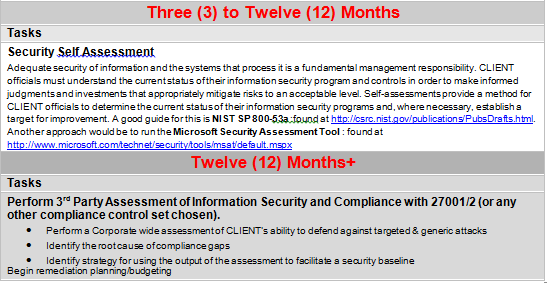 Three (3) to Twelve (12) Months
Tasks
Security Self Assessment
Adequate security of information and the systems that process it is a fundamental management responsibility. CLIENT
officials must understand the current status of their information security program and controls in order to make informed
judgments and investments that appropriately mitigate risks to an acceptable level. Self-assessments provide a method for
CLIENT officials to determine the current status of their information security programs and, where necessary, establish a
target for improvement. A good guide for this is NIST SP 800-53a found at http://csrc.nist.gov/publications/PubsDrafts.html.
Another approach would be to run the Microsoft Security Assessment Tool : found at
http://www.microsoft.com/technet/security/tools/msat/default.mspx
Twelve (12) Months+
Tasks
Perform 3rd Party Assessment of Information Security and Compliance with 27001/2 (or any
other compliance control set chosen).
• Perform a Corporate wide assessment of CLIENT's ability to defend against targeted & generic attacks
• Identify the root cause of compliance gaps
• Identify strategy for using the output of the assessment to facilitate a security baseline
Begin remediation planning/budgeting